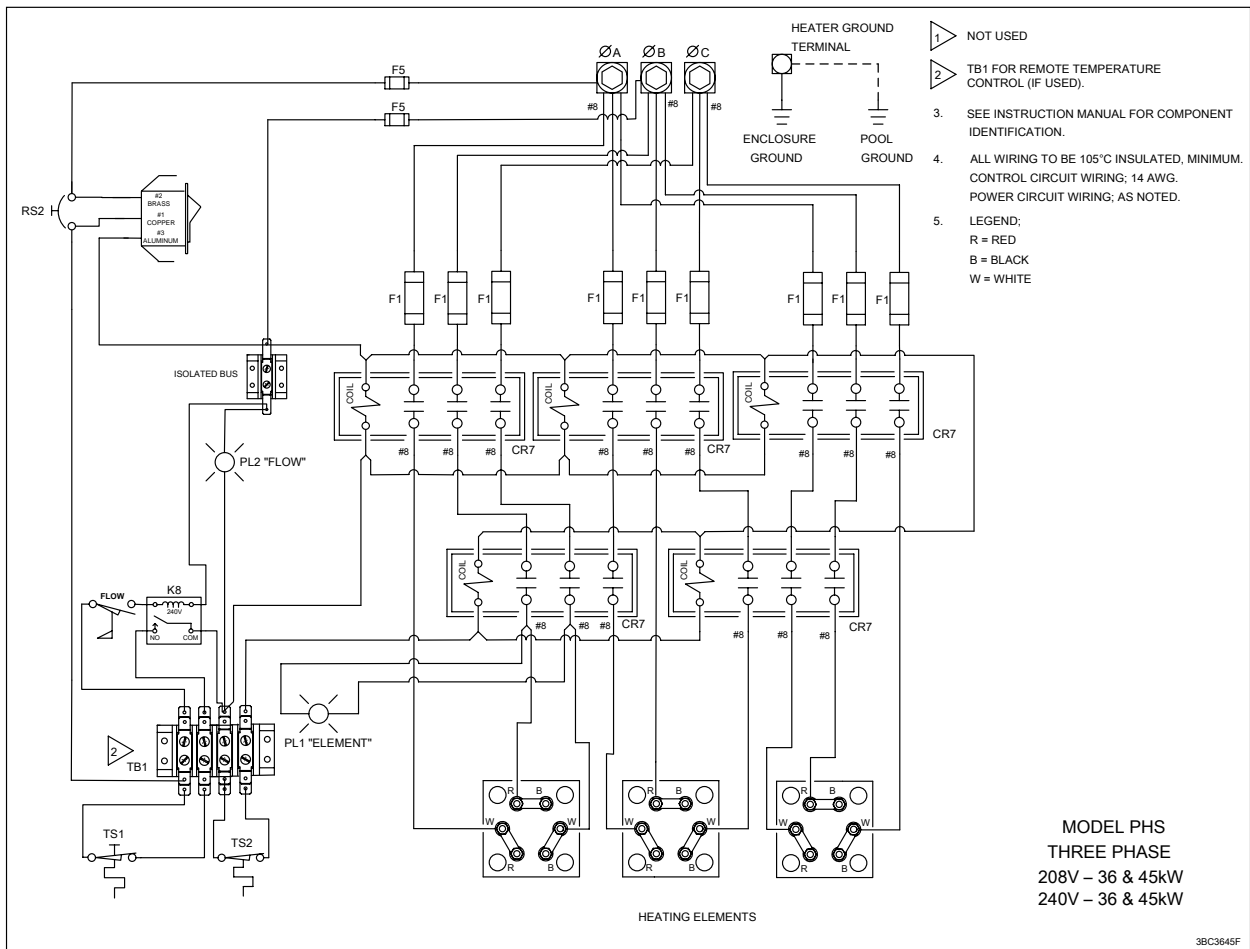 ØA ØB ØC
#8 #8 #8
F5
F5
HEATER GROUND
TERMINAL
ENCLOSURE
GROUND
POOL
GROUND
1 NOT USED
2 TB1 FOR REMOTE TEMPERATURE
CONTROL (IF USED).
3. SEE INSTRUCTION MANUAL FOR COMPONENT
IDENTIFICATION.
4. ALL WIRING TO BE 105°C INSULATED, MINIMUM.
CONTROL CIRCUIT WIRING; 14 AWG.
POWER CIRCUIT WIRING; AS NOTED.
5. LEGEND;
R = RED
B = BLACK
W = WHITE
RS2
#2
BRASS
#1
COPPER
#3
ALUMINUM
F1 F1 F1 F1 F1 F1 F1 F1
ISOLATED BUS
COIL COIL COIL
CR7 CR7 CR7
#8 #8 #8 #8 #8 #8
PL2 "FLOW"
COIL COIL
CR7 CR7
#8 #8 #8 #8 #8 #8
FLOW
K8
240V
NO COM
2
TB1
PL1 "ELEMENT"
TS1
TS2
R B R B R B
W W W W W W
R B R B R B
HEATING ELEMENTS
MODEL PHS
THREE PHASE
208V – 36 & 45kW
240V – 36 & 45kW
3BC3645F